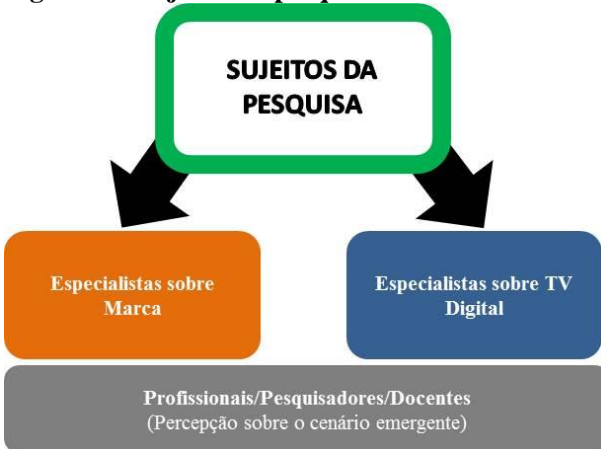 SUJEITOS DA
PESQUISA
Especialistas sobre
Marca
Especialistas sobre TV
Digital
Profissionais/Pesquisadores/Docentes
(Percepção sobre o cenário emergente)